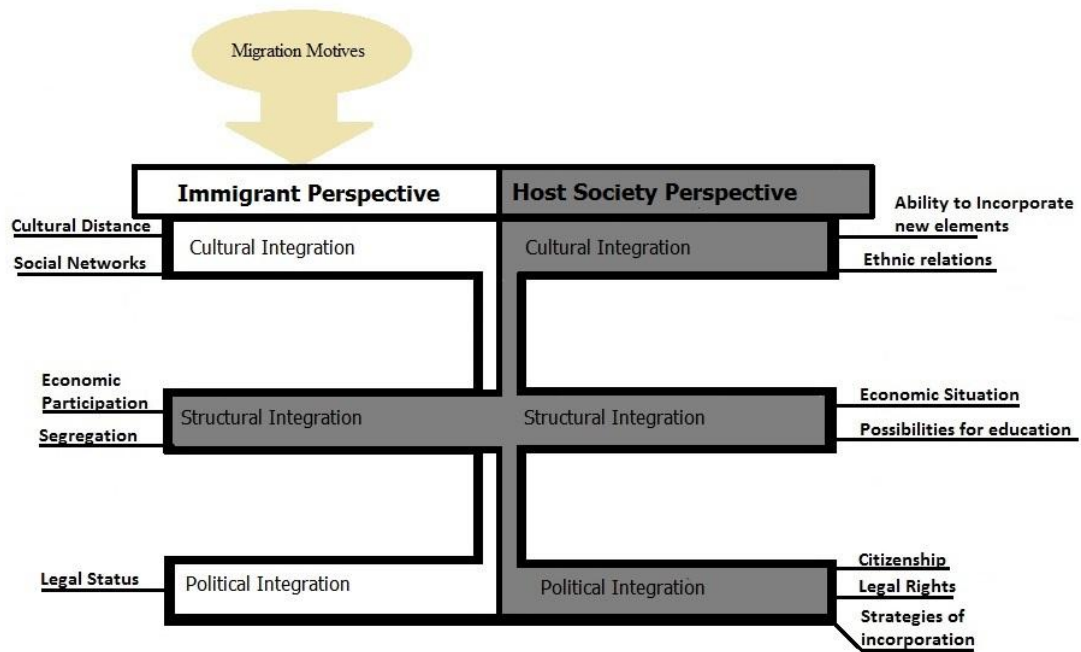 Migration Motives
Immigrant Perspective
Host Society Perspective
Cultural Distance
Social Networks
Cultural Integration
Cultural Integration
Ability to Incorporate
new elements
Ethnic relations
Economic
Participation
Segregation
Structural Integration
Structural Integration
Economic Situation
Possibilities for education
Legal Status
Political Integration
Political Integration
Citizenship
Legal Rights
Strategies of
incorporation